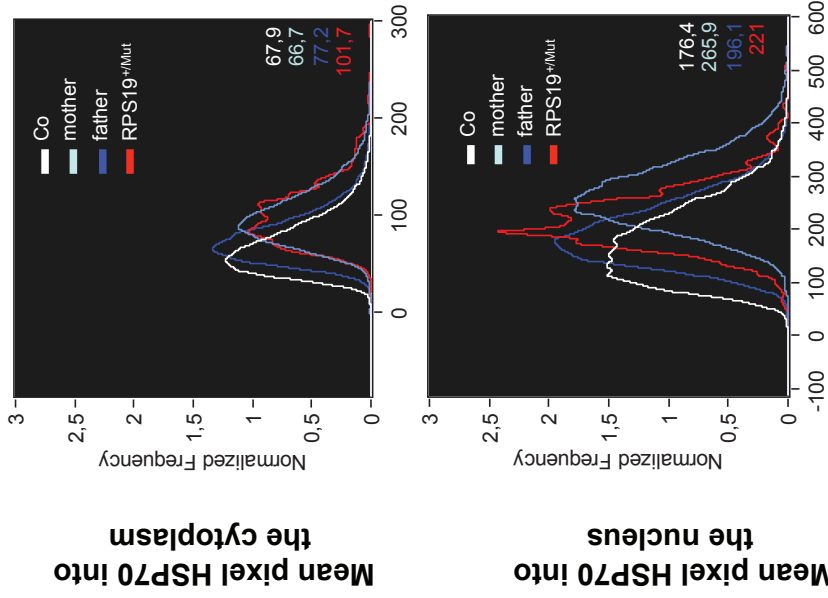 Mean pixel HSP70 into
the cytoplasm
Normalized Frequency
3
2,5
2
1,5
1
0,5
0
0
100
200
300
Co
mother
father
RPS19+/Mut
67,9
66,7
77,2
101,7
Mean pixel HSP70 into
the nucleus
Normalized Frequency
3
2,5
2
1,5
1
0,5
0
-100
0
100
200
300
400
500
600
Co
mother
father
RPS19+/Mut
176,4
265,9
196,1
221